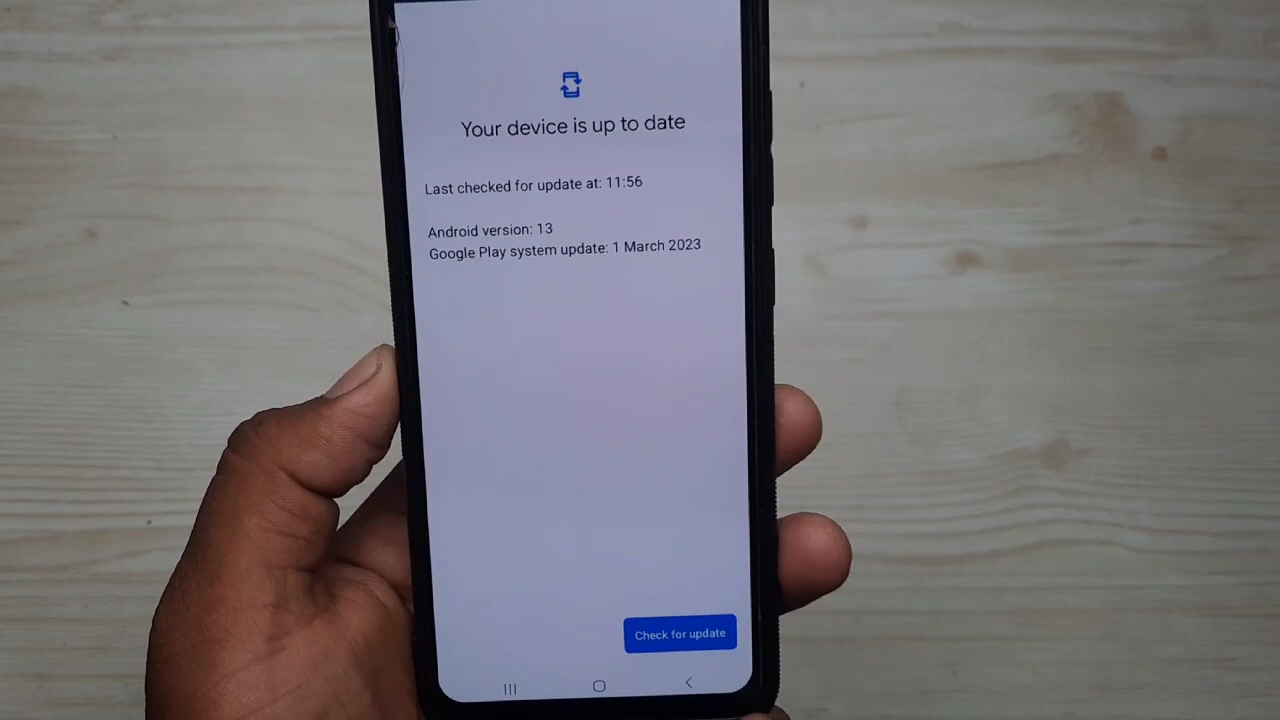 Your device is up to date
Last checked for update at: 11:56
Android version: 13
Google Play system update: 1 March 2023
Check for update